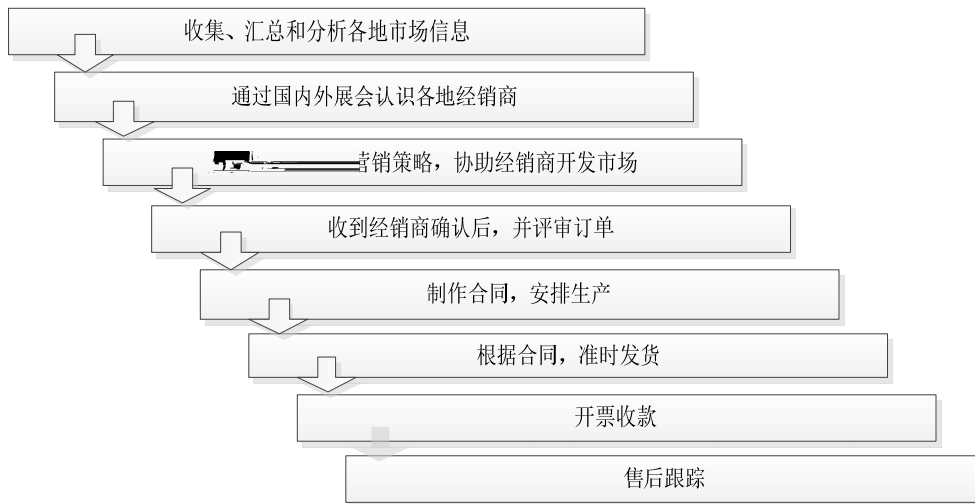 收集、汇总和分析各地市场信息
通过国内外展会认识各地经销商
营销策略，协助经销商开发市场
收到经销商确认后，并评审订单
制作合同，安排生产
根据合同，准时发货
开票收款
售后跟踪